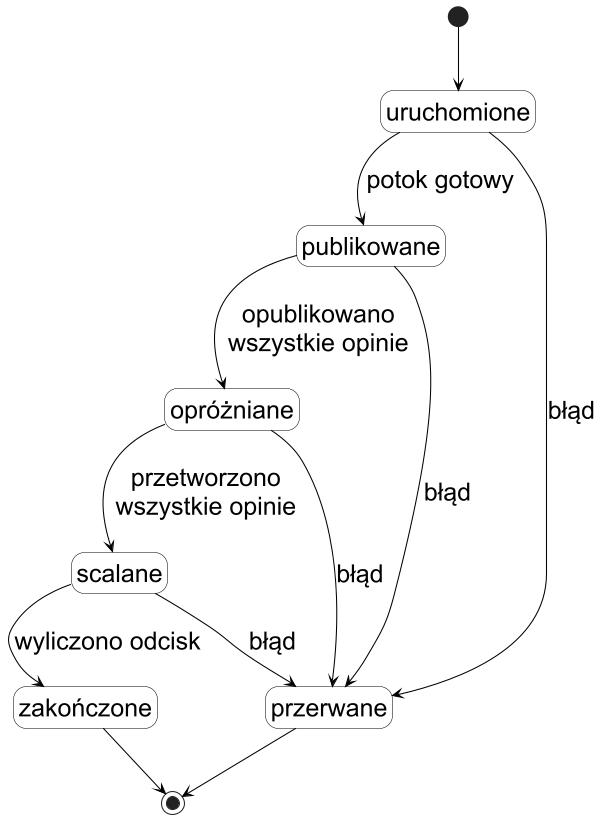 uruchomione
potok gotowy
publikowane
opublikowano
wszystkie opinie
opróżniane
błąd
przetworzono
wszystkie opinie
błąd
scalane
błąd
wyliczono odcisk
błąd
zakończone
przerwane